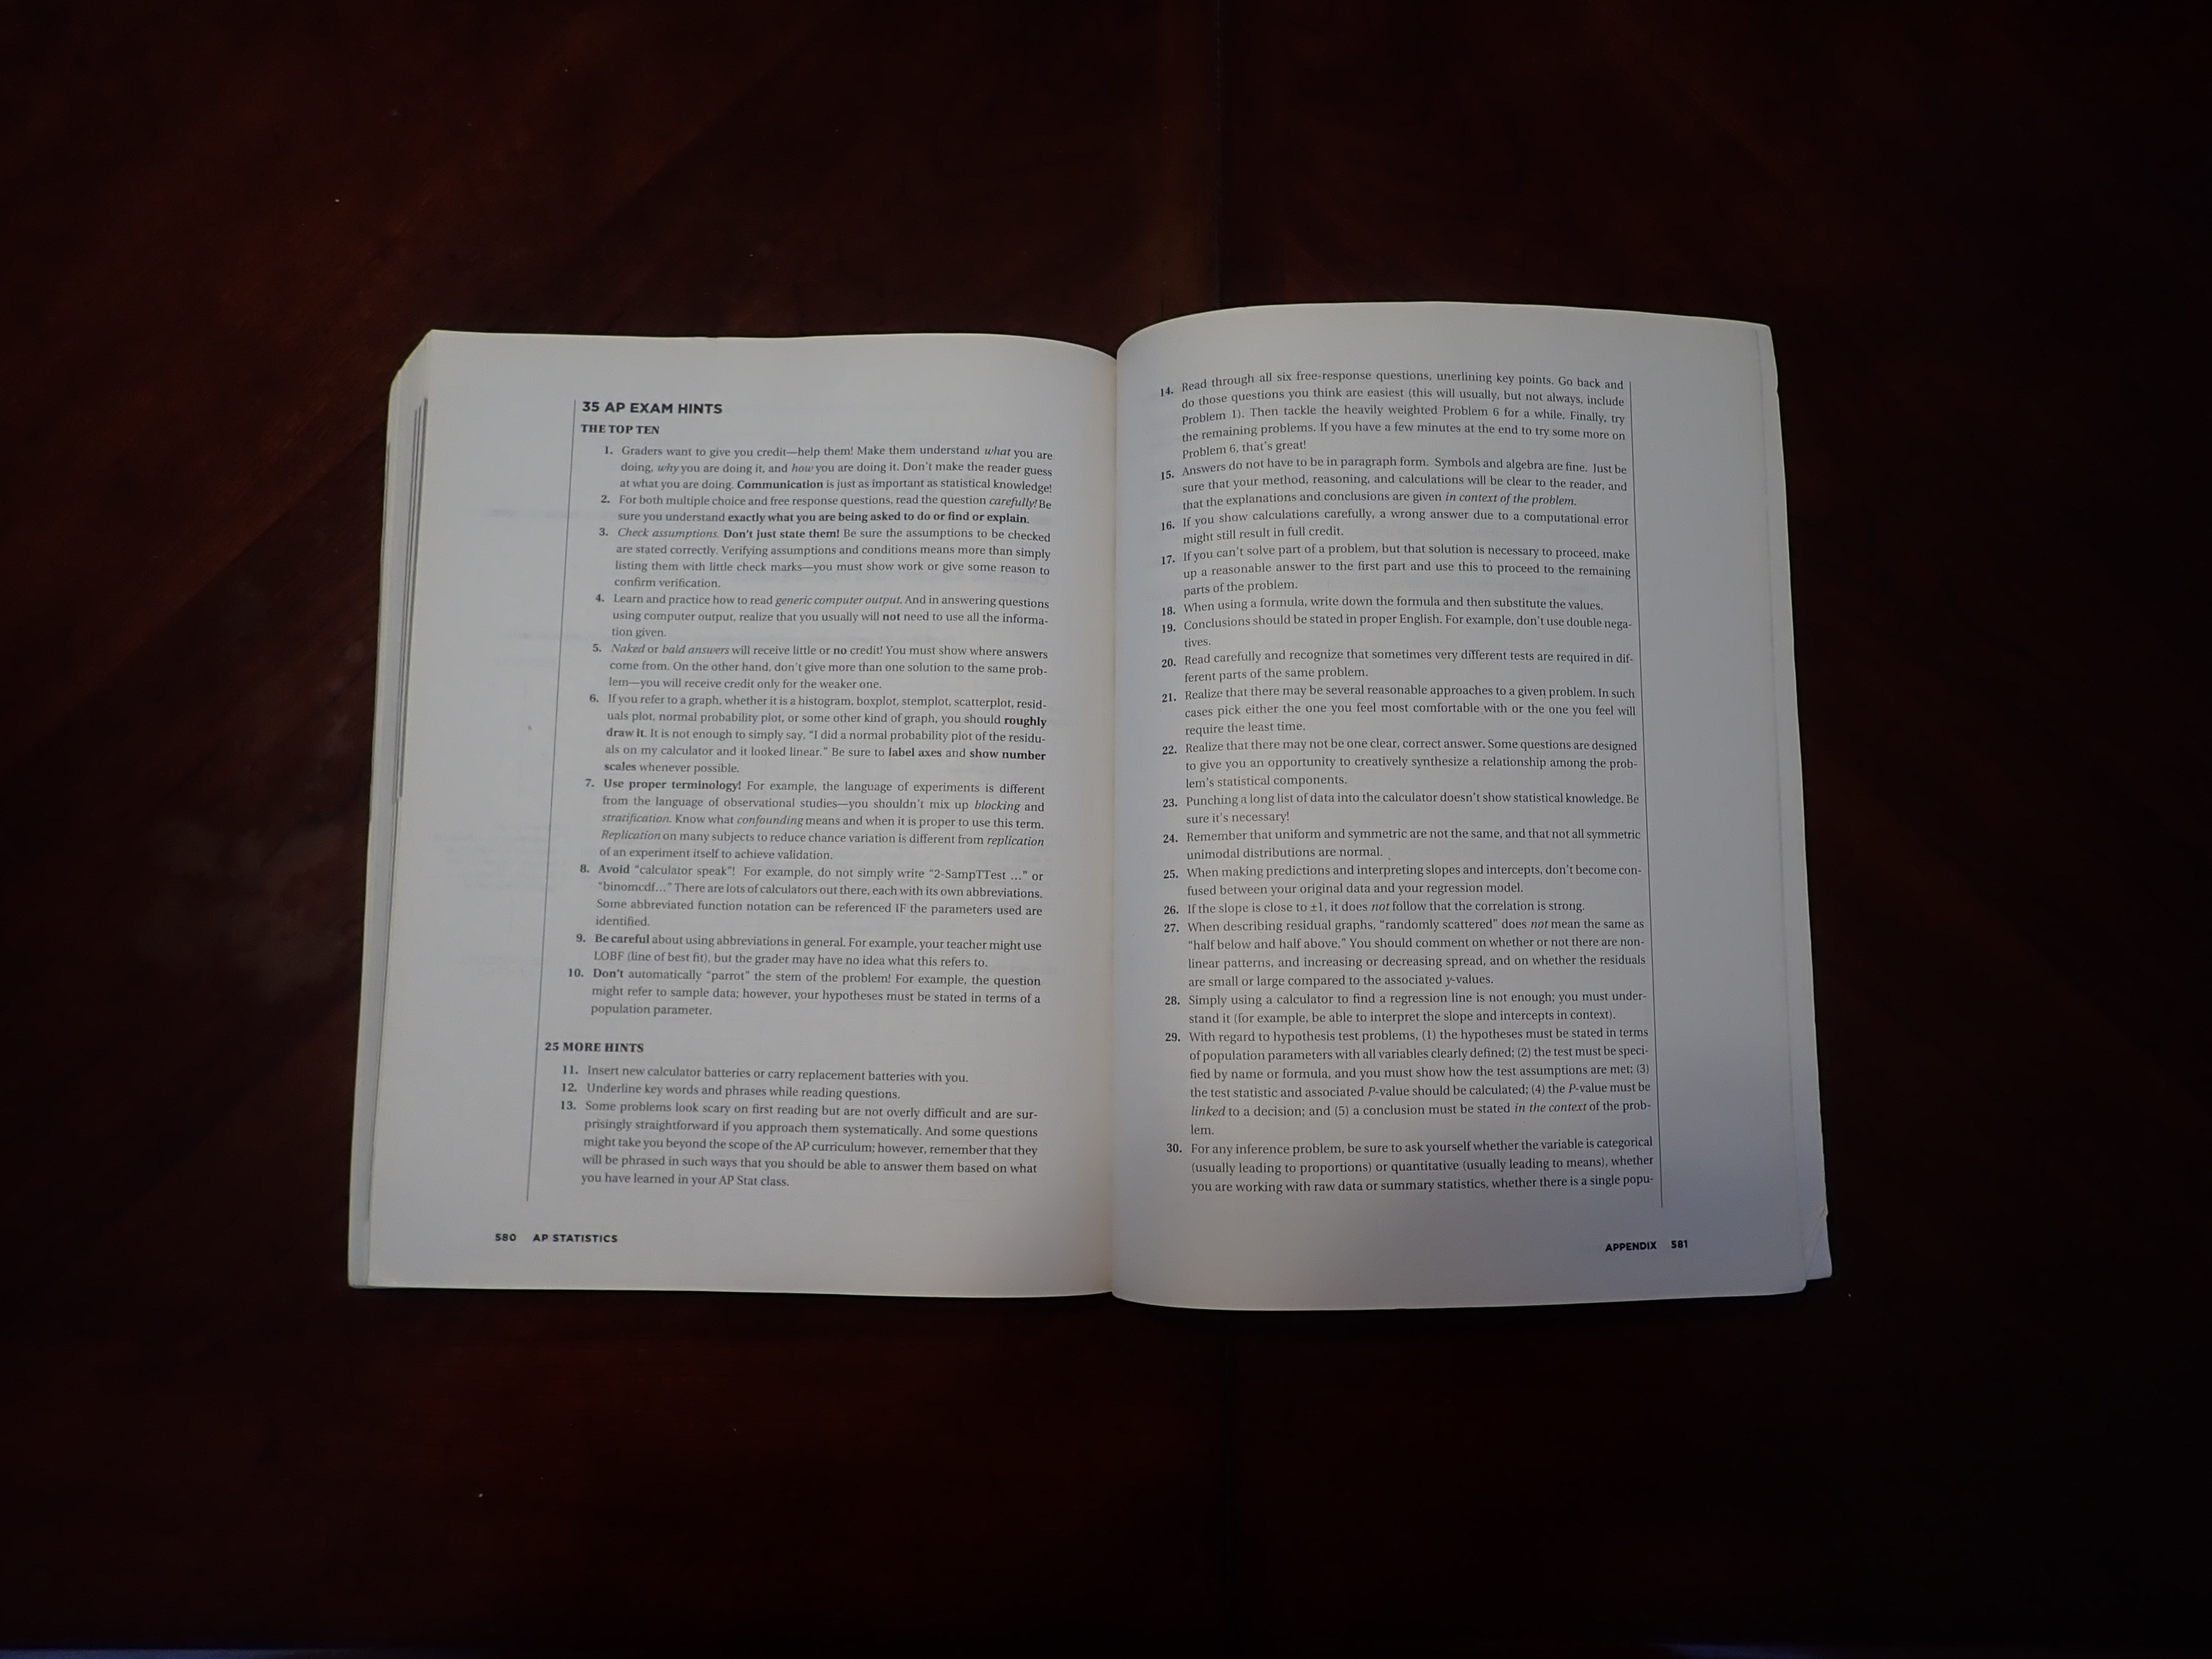 35 AP EXAM HINTS
THE TOP TEN
1. Graders want to give you credit—help them! Make them understand what you are
doing, why you are doing it, and how you are doing it. Don't make the reader guess
at what you are doing. Communication is just as important as statistical knowledge!
2. For both multiple choice and free response questions, read the question carefully! Be
sure you understand exactly what you are being asked to do or find or explain.
3. Check assumptions. Don't just state them! Be sure the assumptions to be checked
are stated correctly. Verifying assumptions and conditions means more than simply
listing them with little check marks—you must show work or give some reason to
confirm verification.
4. Learn and practice how to read generic computer output. And in answering questions
using computer output, realize that you usually will not need to use all the informa-
tion given.
5. Naked or bald answers will receive little or no credit! You must show where answers
come from. On the other hand, don't give more than one solution to the same prob-
lem—you will receive credit only for the weaker one.
6. If you refer to a graph, whether it is a histogram, boxplot, stemplot, scatterplot, resid-
uals plot, normal probability plot, or some other kind of graph, you should roughly
draw it. It is not enough to simply say, "I did a normal probability plot of the residu-
als on my calculator and it looked linear." Be sure to label axes and show number
scales whenever possible.
7. Use proper terminology! For example, the language of experiments is different
from the language of observational studies—you shouldn't mix up blocking and
stratification. Know what confounding means and when it is proper to use this term.
Replication on many subjects to reduce chance variation is different from replication
of an experiment itself to achieve validation.
8. Avoid "calculator speak"! For example, do not simply write "2-SampTTest ..." or
"binomcdf..." There are lots of calculators out there, each with its own abbreviations.
Some abbreviated function notation can be referenced IF the parameters used are
identified.
9. Be careful about using abbreviations in general. For example, your teacher might use
LOBF (line of best fit), but the grader may have no idea what this refers to.
10. Don't automatically "parrot" the stem of the problem! For example, the question
might refer to sample data; however, your hypotheses must be stated in terms of a
population parameter.
25 MORE HINTS
11. Insert new calculator batteries or carry replacement batteries with you.
12. Underline key words and phrases while reading questions.
13. Some problems look scary on first reading but are not overly difficult and are sur-
prisingly straightforward if you approach them systematically. And some questions
might take you beyond the scope of the AP curriculum; however, remember that they
will be phrased in such ways that you should be able to answer them based on what
you have learned in your AP Stat class.
580 AP STATISTICS
14. Read through all six free-response questions, unerlining key points. Go back and
do those questions you think are easiest (this will usually, but not always, include
Problem 1). Then tackle the heavily weighted Problem 6 for a while. Finally, try
the remaining problems. If you have a few minutes at the end to try some more on
Problem 6, that's great!
15. Answers do not have to be in paragraph form. Symbols and algebra are fine. Just be
sure that your method, reasoning, and calculations will be clear to the reader, and
that the explanations and conclusions are given in context of the problem.
16. If you show calculations carefully, a wrong answer due to a computational error
might still result in full credit.
17. If you can't solve part of a problem, but that solution is necessary to proceed, make
up a reasonable answer to the first part and use this to proceed to the remaining
parts of the problem.
18. When using a formula, write down the formula and then substitute the values.
19. Conclusions should be stated in proper English. For example, don't use double nega-
tives.
20. Read carefully and recognize that sometimes very different tests are required in dif-
ferent parts of the same problem.
21. Realize that there may be several reasonable approaches to a given problem. In such
cases pick either the one you feel most comfortable with or the one you feel will
require the least time.
22. Realize that there may not be one clear, correct answer. Some questions are designed
to give you an opportunity to creatively synthesize a relationship among the prob-
lem's statistical components.
23. Punching a long list of data into the calculator doesn't show statistical knowledge. Be
sure it's necessary!
24. Remember that uniform and symmetric are not the same, and that not all symmetric
unimodal distributions are normal.
25. When making predictions and interpreting slopes and intercepts, don't become con-
fused between your original data and your regression model.
26. If the slope is close to ±1, it does not follow that the correlation is strong.
27. When describing residual graphs, "randomly scattered" does not mean the same as
"half below and half above." You should comment on whether or not there are non-
linear patterns, and increasing or decreasing spread, and on whether the residuals
are small or large compared to the associated y-values.
28. Simply using a calculator to find a regression line is not enough; you must under-
stand it (for example, be able to interpret the slope and intercepts in context).
29. With regard to hypothesis test problems, (1) the hypotheses must be stated in terms
of population parameters with all variables clearly defined; (2) the test must be speci-
fied by name or formula, and you must show how the test assumptions are met; (3)
the test statistic and associated P-value should be calculated; (4) the P-value must be
linked to a decision; and (5) a conclusion must be stated in the context of the prob-
lem.
30. For any inference problem, be sure to ask yourself whether the variable is categorical
(usually leading to proportions) or quantitative (usually leading to means), whether
you are working with raw data or summary statistics, whether there is a single popu-
APPENDIX 581